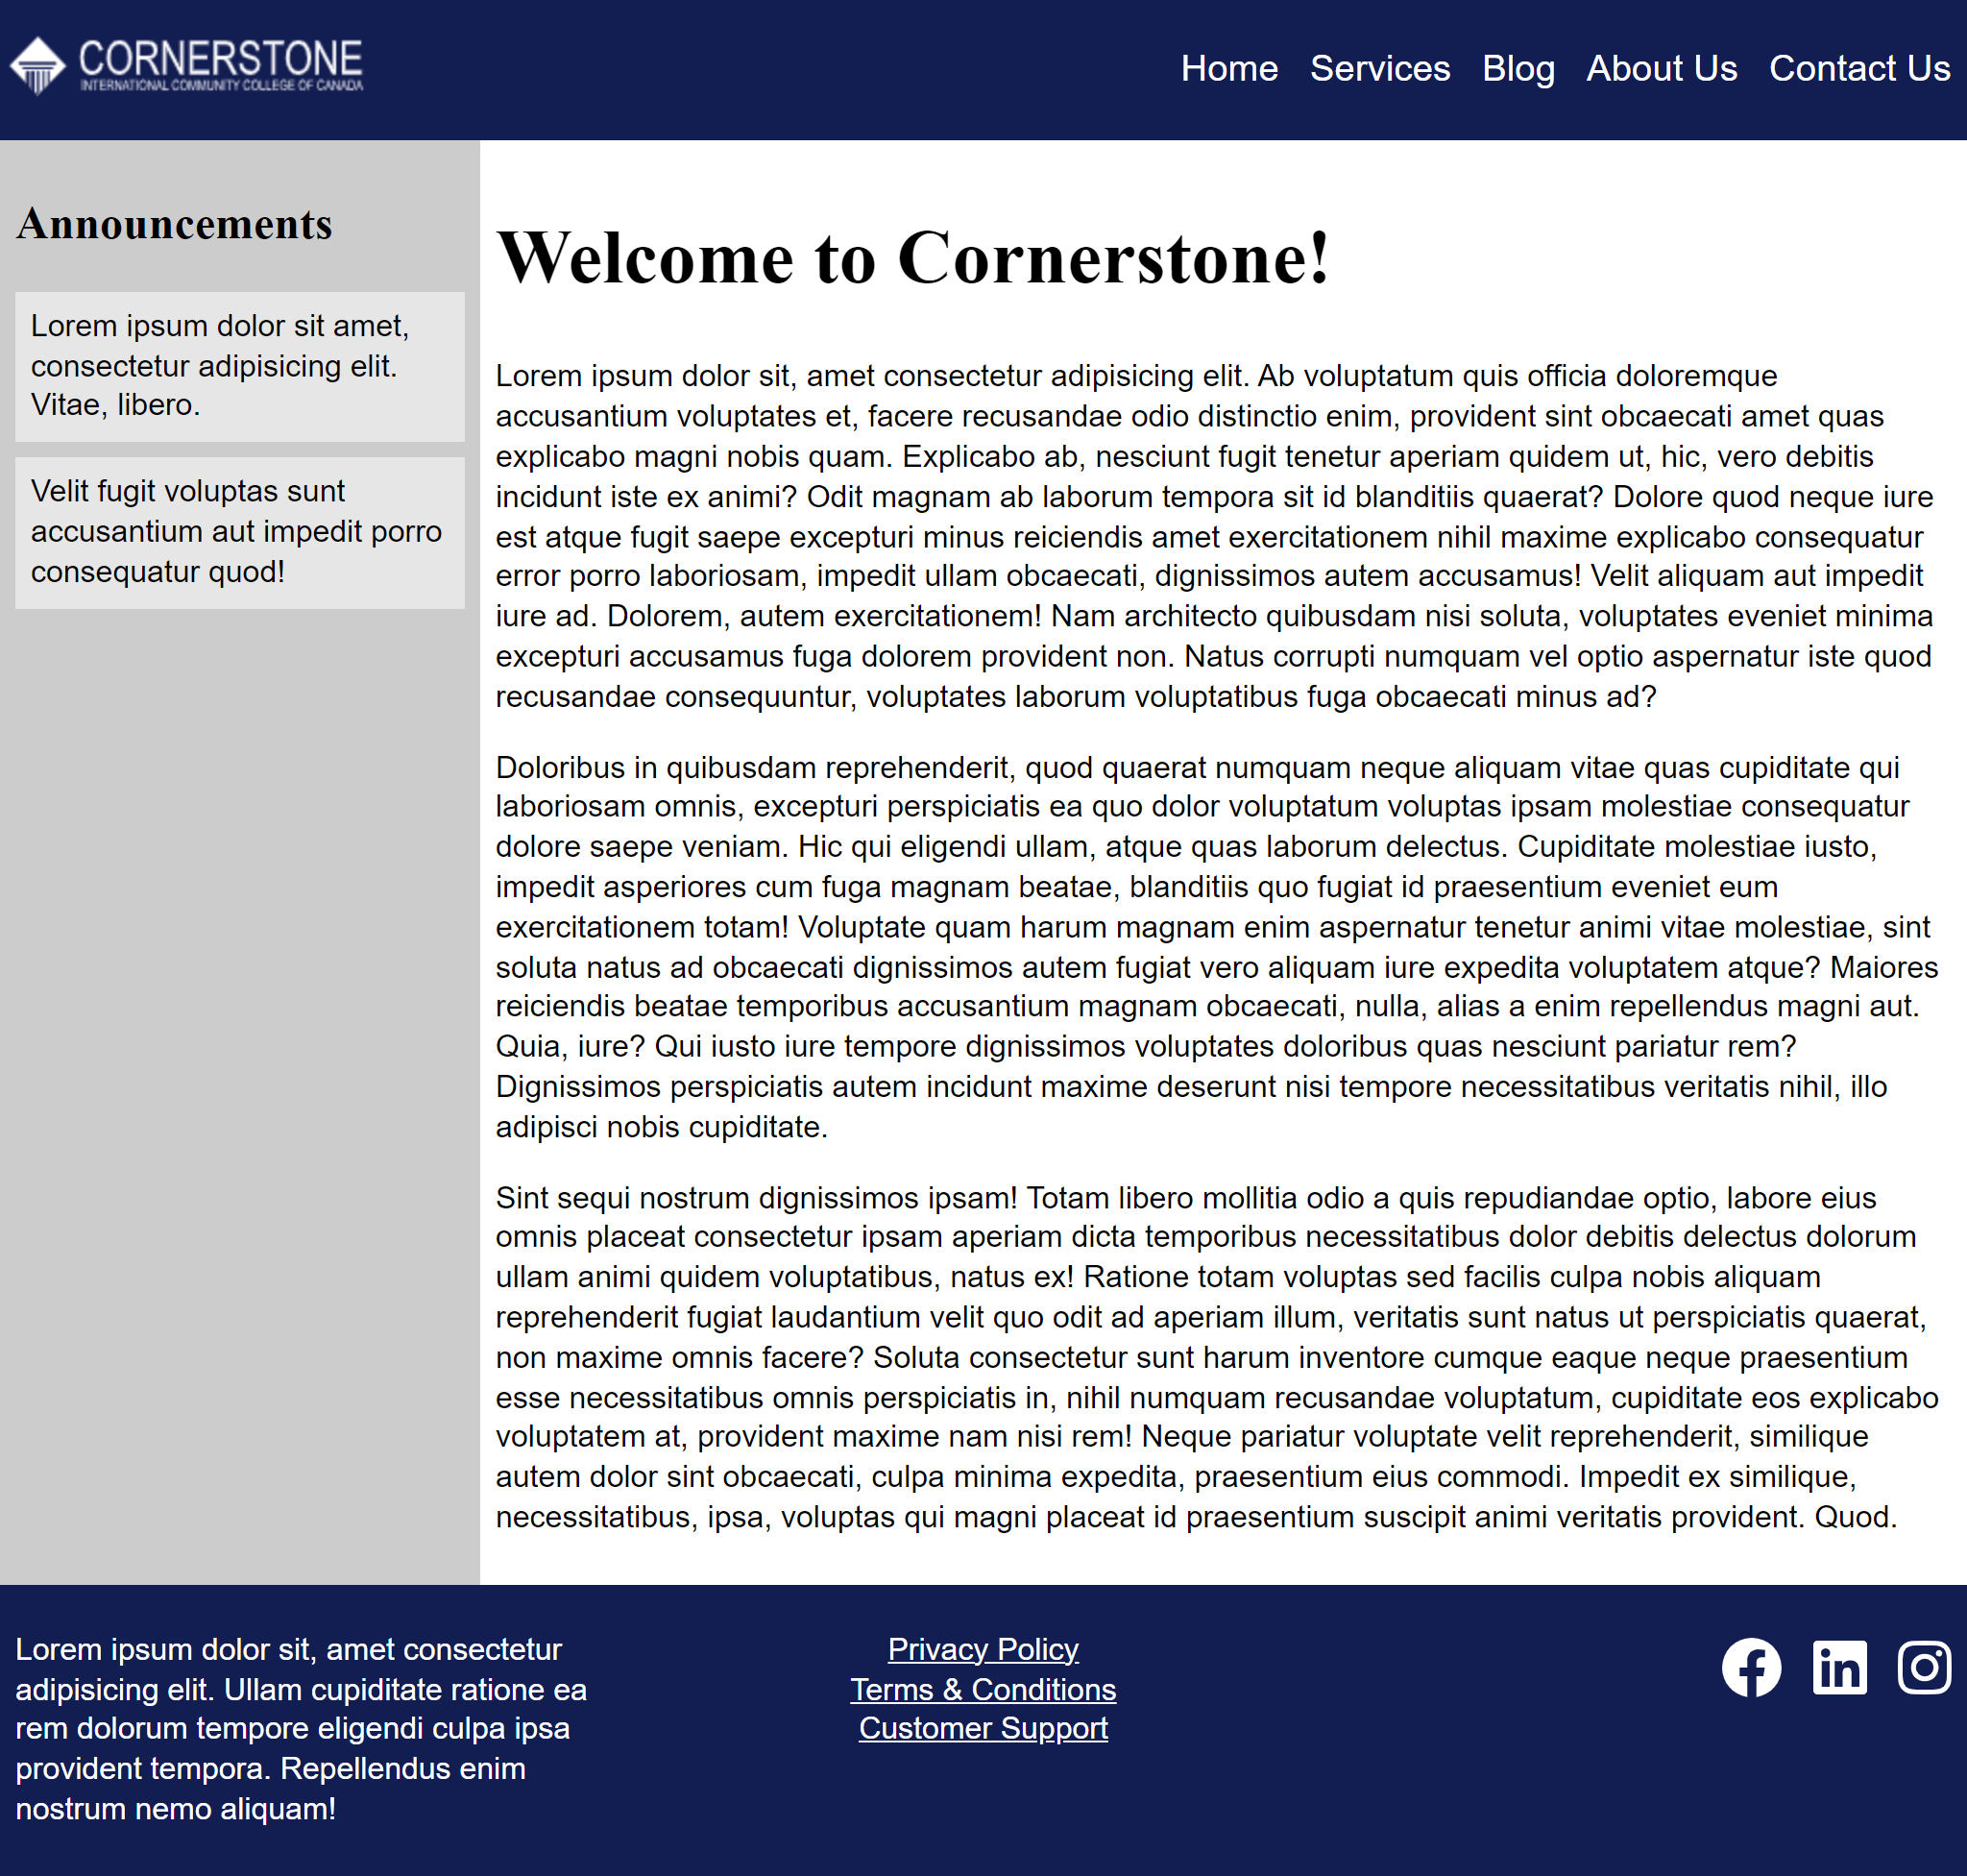 CORNERSTONE
INTERNATIONAL COMMUNITY COLLEGE OF CANADA
Home Services Blog About Us Contact Us
Announcements
Lorem ipsum dolor sit amet,
consectetur adipisicing elit.
Vitae, libero.
Velit fugit voluptas sunt
accusantium aut impedit porro
consequatur quod!
Welcome to Cornerstone!
Lorem ipsum dolor sit, amet consectetur adipisicing elit. Ab voluptatum quis officia doloremque
accusantium voluptates et, facere recusandae odio distinctio enim, provident sint obcaecati amet quas
explicabo magni nobis quam. Explicabo ab, nesciunt fugit tenetur aperiam quidem ut, hic, vero debitis
incidunt iste ex animi? Odit magnam ab laborum tempora sit id blanditiis quaerat? Dolore quod neque iure
est atque fugit saepe excepturi minus reiciendis amet exercitationem nihil maxime explicabo consequatur
error porro laboriosam, impedit ullam obcaecati, dignissimos autem accusamus! Velit aliquam aut impedit
iure ad. Dolorem, autem exercitationem! Nam architecto quibusdam nisi soluta, voluptates eveniet minima
excepturi accusamus fuga dolorem provident non. Natus corrupti numquam vel optio aspernatur iste quod
recusandae consequuntur, voluptates laborum voluptatibus fuga obcaecati minus ad?
Doloribus in quibusdam reprehenderit, quod quaerat numquam neque aliquam vitae quas cupiditate qui
laboriosam omnis, excepturi perspiciatis ea quo dolor voluptatum voluptas ipsam molestiae consequatur
dolore saepe veniam. Hic qui eligendi ullam, atque quas laborum delectus. Cupiditate molestiae iusto,
impedit asperiores cum fuga magnam beatae, blanditiis quo fugiat id praesentium eveniet eum
exercitationem totam! Voluptate quam harum magnam enim aspernatur tenetur animi vitae molestiae, sint
soluta natus ad obcaecati dignissimos autem fugiat vero aliquam iure expedita voluptatem atque? Maiores
reiciendis beatae temporibus accusantium magnam obcaecati, nulla, alias a enim repellendus magni aut.
Quia, iure? Qui iusto iure tempore dignissimos voluptates doloribus quas nesciunt pariatur rem?
Dignissimos perspiciatis autem incidunt maxime deserunt nisi tempore necessitatibus veritatis nihil, illo
adipisci nobis cupiditate.
Sint sequi nostrum dignissimos ipsam! Totam libero mollitia odio a quis repudiandae optio, labore eius
omnis placeat consectetur ipsam aperiam dicta temporibus necessitatibus dolor debitis delectus dolorum
ullam animi quidem voluptatibus, natus ex! Ratione totam voluptas sed facilis culpa nobis aliquam
reprehenderit fugiat laudantium velit quo odit ad aperiam illum, veritatis sunt natus ut perspiciatis quaerat,
non maxime omnis facere? Soluta consectetur sunt harum inventore cumque eaque neque praesentium
esse necessitatibus omnis perspiciatis in, nihil numquam recusandae voluptatum, cupiditate eos explicabo
voluptatem at, provident maxime nam nisi rem! Neque pariatur voluptate velit reprehenderit, similique
autem dolor sint obcaecati, culpa minima expedita, praesentium eius commodi. Impedit ex similique,
necessitatibus, ipsa, voluptas qui magni placeat id praesentium suscipit animi veritatis provident. Quod.
Lorem ipsum dolor sit, amet consectetur
adipisicing elit. Ullam cupiditate ratione ea
rem dolorum tempore eligendi culpa ipsa
provident tempora. Repellendus enim
nostrum nemo aliquam!
Privacy Policy
Terms & Conditions
Customer Support